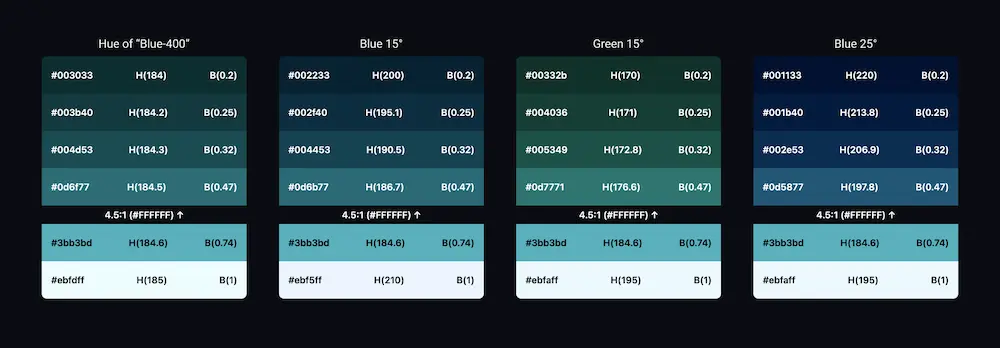 Hue of “Blue-400”
#003033 H(184) B(0.2)
#003b40 H(184.2) B(0.25)
#004d53 H(184.3) B(0.32)
#0d6f77 H(184.5) B(0.47)
4.5:1 (#FFFFFF) ↑
#3bb3bd H(184.6) B(0.74)
#ebfdff H(185) B(1)
Blue 15°
#002233 H(200) B(0.2)
#002f40 H(195.1) B(0.25)
#004453 H(190.5) B(0.32)
#0d6b77 H(186.7) B(0.47)
4.5:1 (#FFFFFF) ↑
#3bb3bd H(184.6) B(0.74)
#ebf5ff H(210) B(1)
Green 15°
#00332b H(170) B(0.2)
#004036 H(171) B(0.25)
#005349 H(172.8) B(0.32)
#0d7771 H(176.6) B(0.47)
4.5:1 (#FFFFFF) ↑
#3bb3bd H(184.6) B(0.74)
#ebfaff H(195) B(1)
Blue 25°
#001133 H(220) B(0.2)
#001b40 H(213.8) B(0.25)
#002e53 H(206.9) B(0.32)
#0d5877 H(197.8) B(0.47)
4.5:1 (#FFFFFF) ↑
#3bb3bd H(184.6) B(0.74)
#ebfaff H(195) B(1)